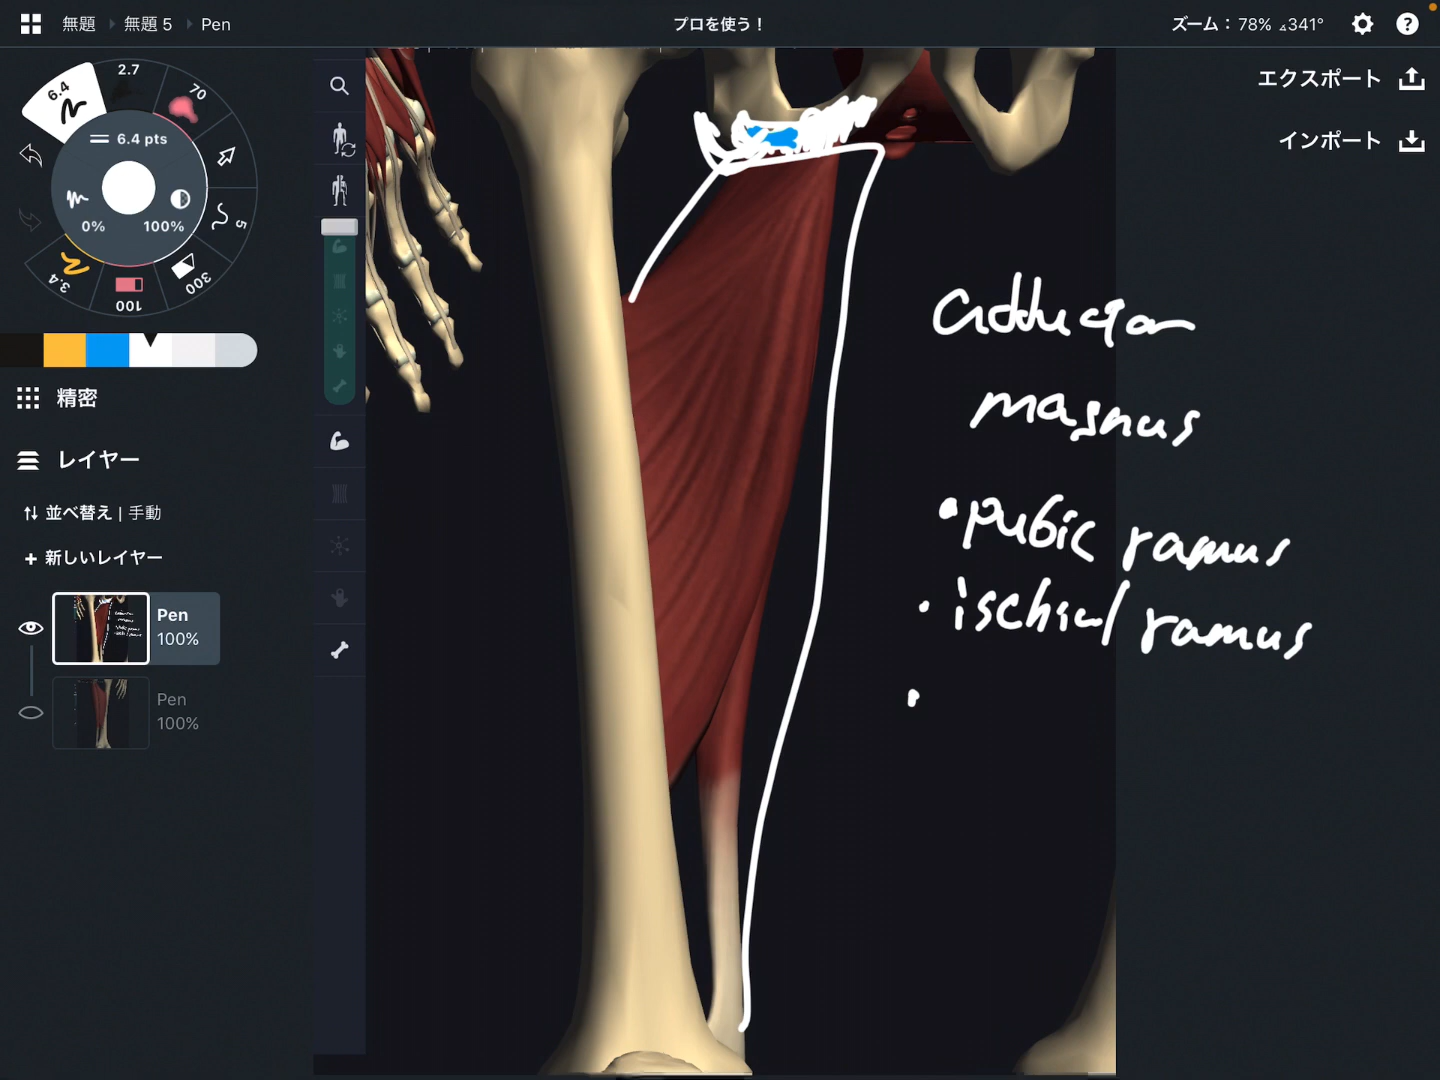 無題 無題 5 Pen
プロを使う!
ズーム: 78% ⦟341°
エクスポート
インポート
2.7
6.4
70
6.4 pts
0% 100%
5
3.4
100
300
精密
レイヤー
並べ替え | 手動
+ 新しいレイヤー
Pen
100%
Pen
100%
adductor
magnus
• pubic ramus
• ischial ramus
•